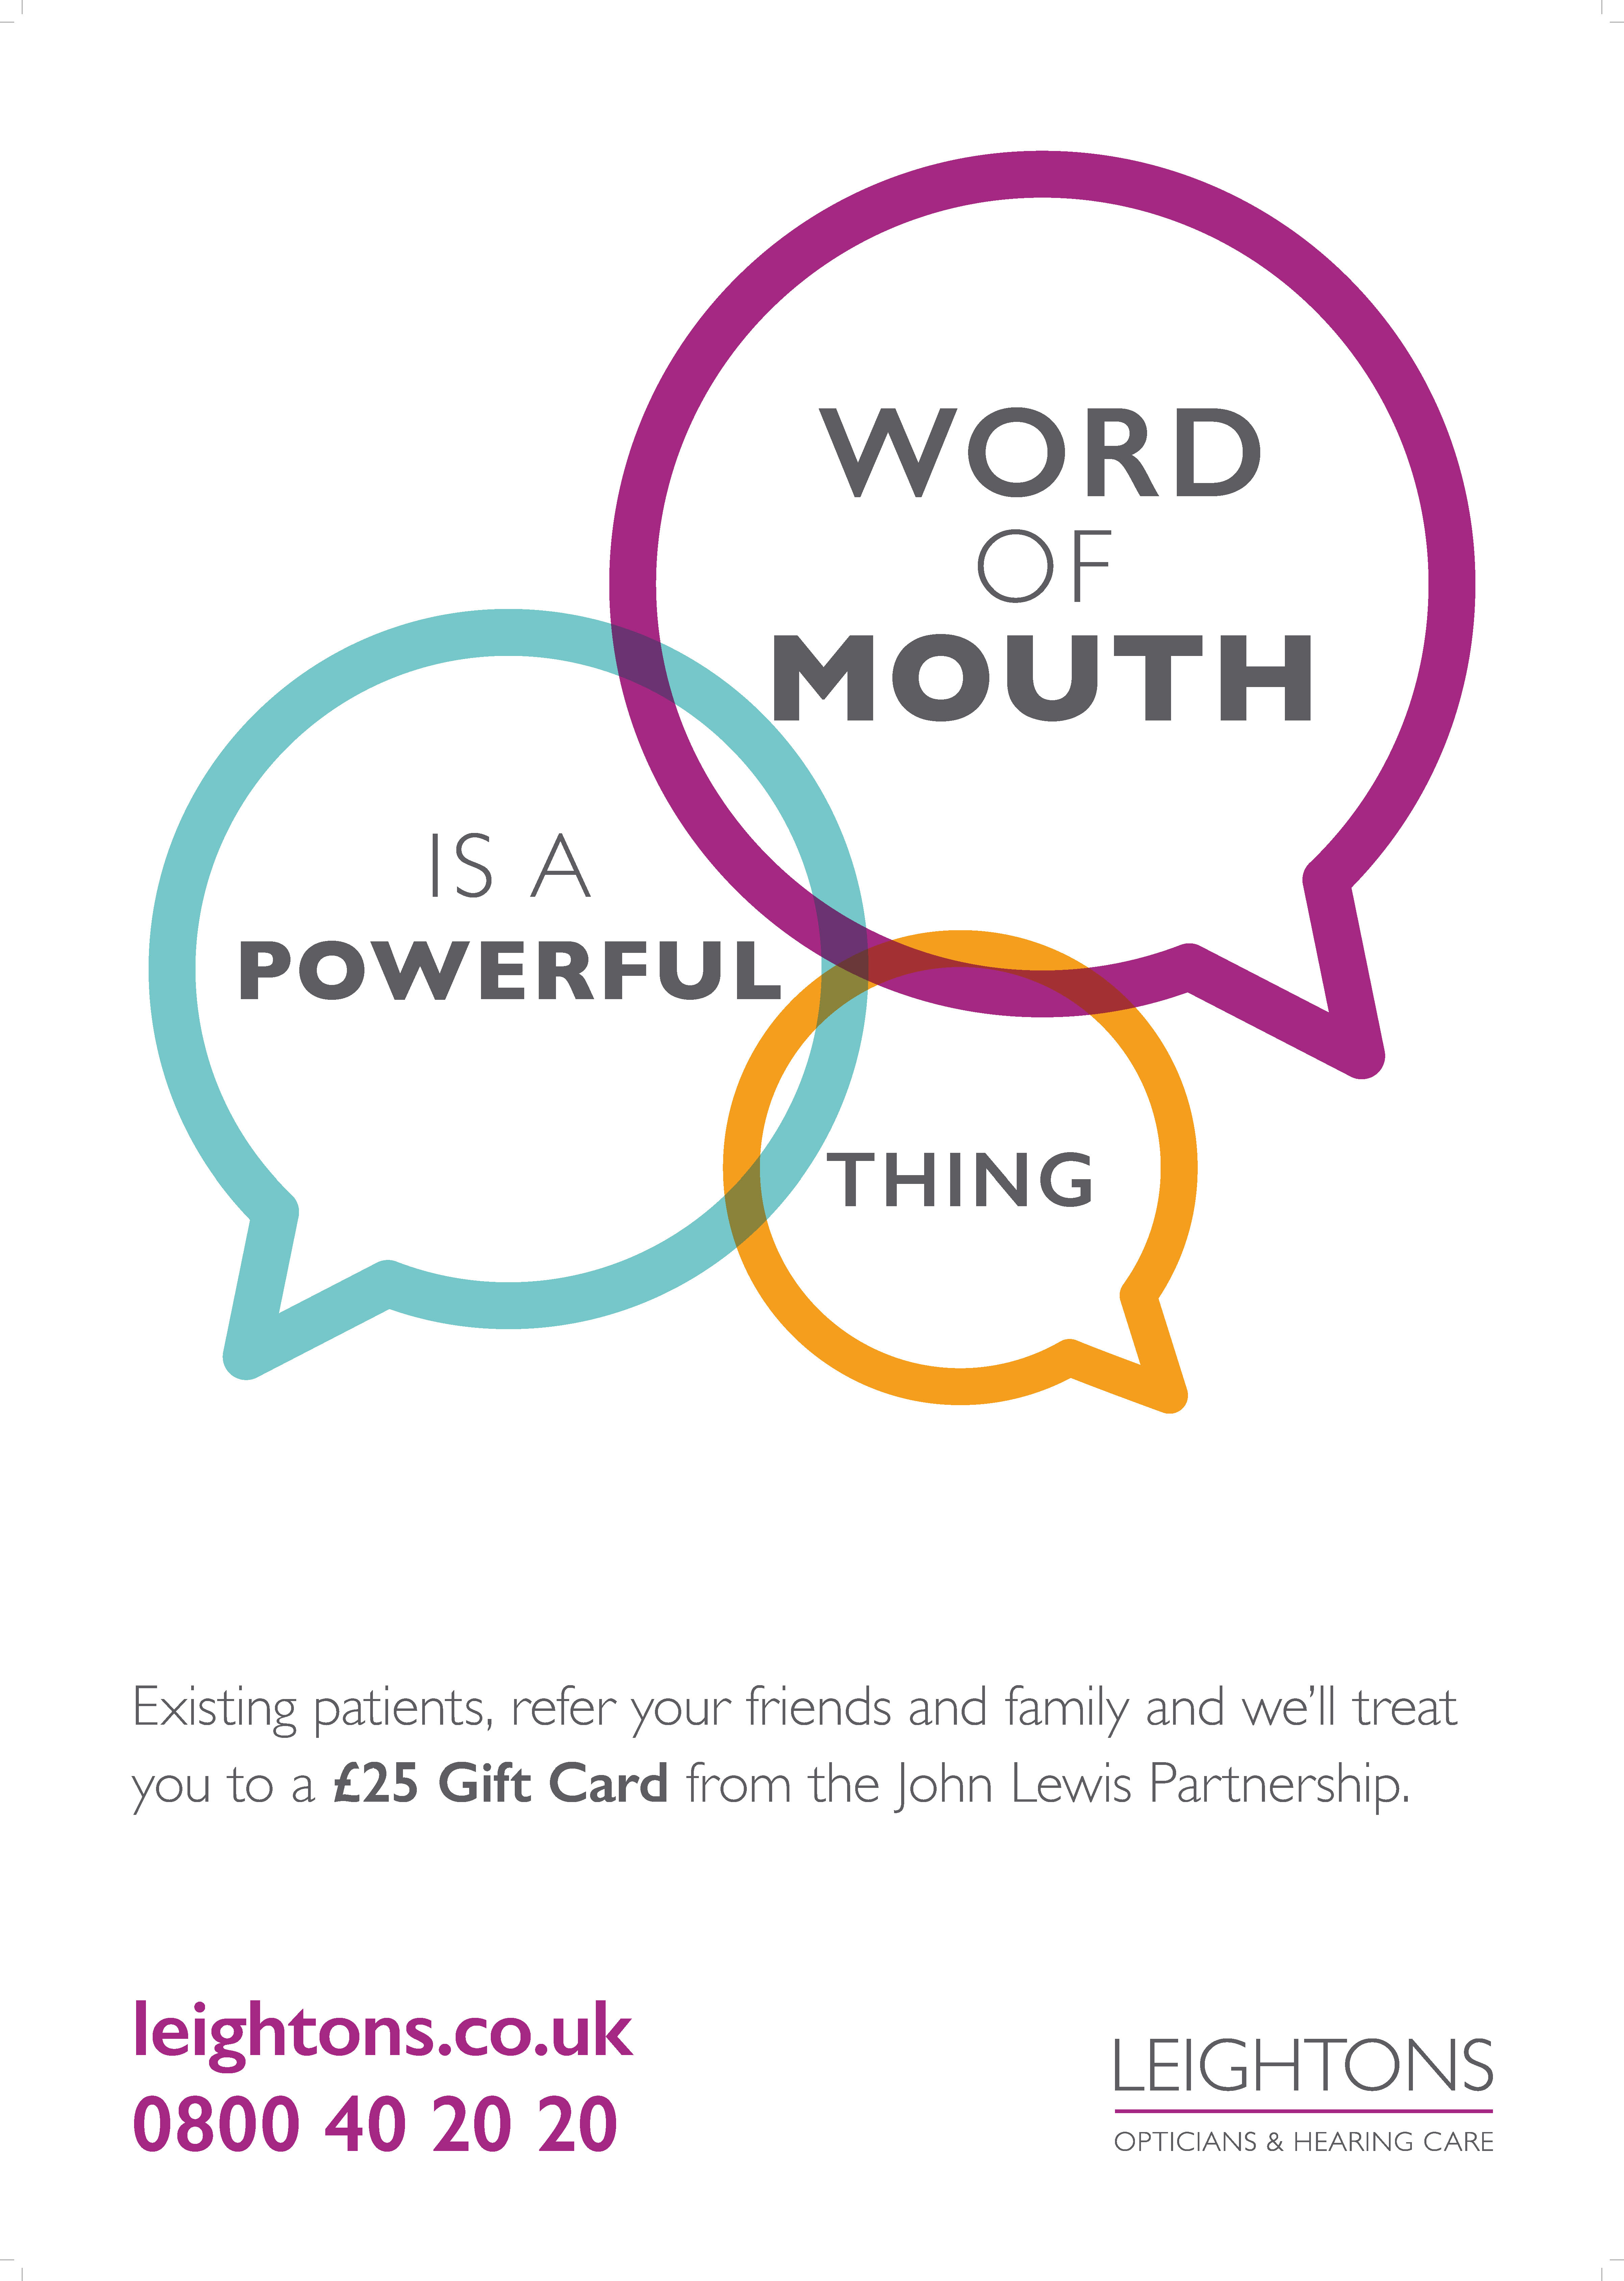 WORD
OF
MOUTH
IS A
POWERFUL
THING
Existing patients, refer your friends and family and we’ll treat
you to a £25 Gift Card from the John Lewis Partnership.
leightons.co.uk
0800 40 20 20
LEIGHTONS
OPTICIANS & HEARING CARE